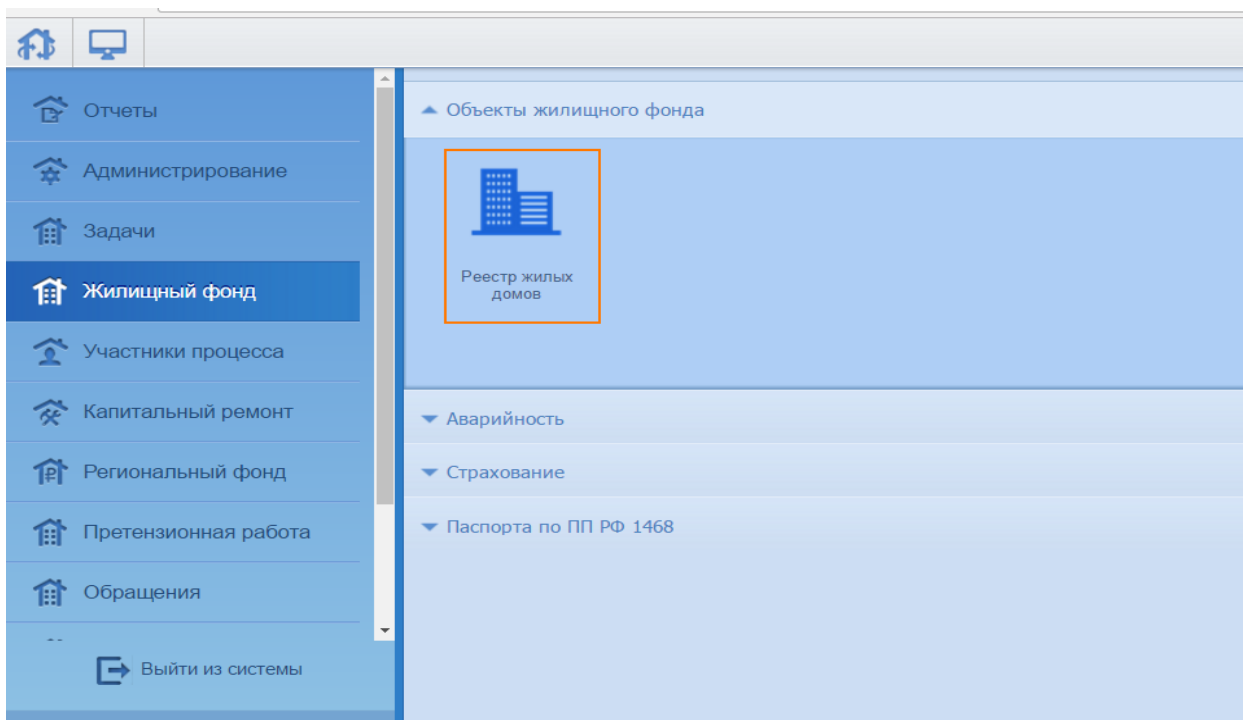 Отчеты
Администрирование
Задачи
Жилищный фонд
Участники процесса
Капитальный ремонт
Региональный фонд
Претензионная работа
Обращения
Выйти из системы
Объекты жилищного фонда
Реестр жилых
домов
Аварийность
Страхование
Паспорта по ПП РФ 1468